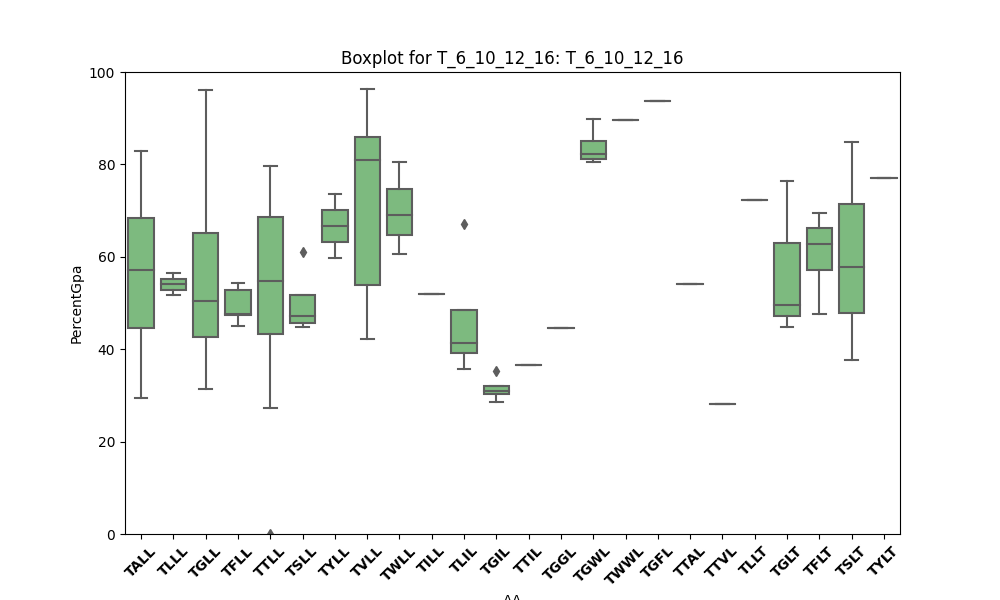 Boxplot for T_6_10_12_16: T_6_10_12_16
100
80
60
40
20
0
PercentGpa
TALL TLLL TGLL TFLL TTLL TSLL TYLL TVLL TWLL TILL TLIL TGIL TTIL TGGL TGWL TWWL TGFL TTAL TTVL TLLT TGLT TFLT TSLT TYLT
AA